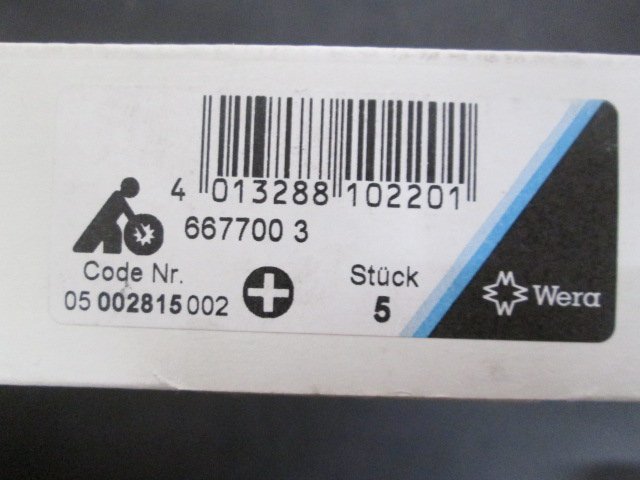 4 013288 102201
667700 3
Code Nr.
05 002815 002
Stück
5
Wera